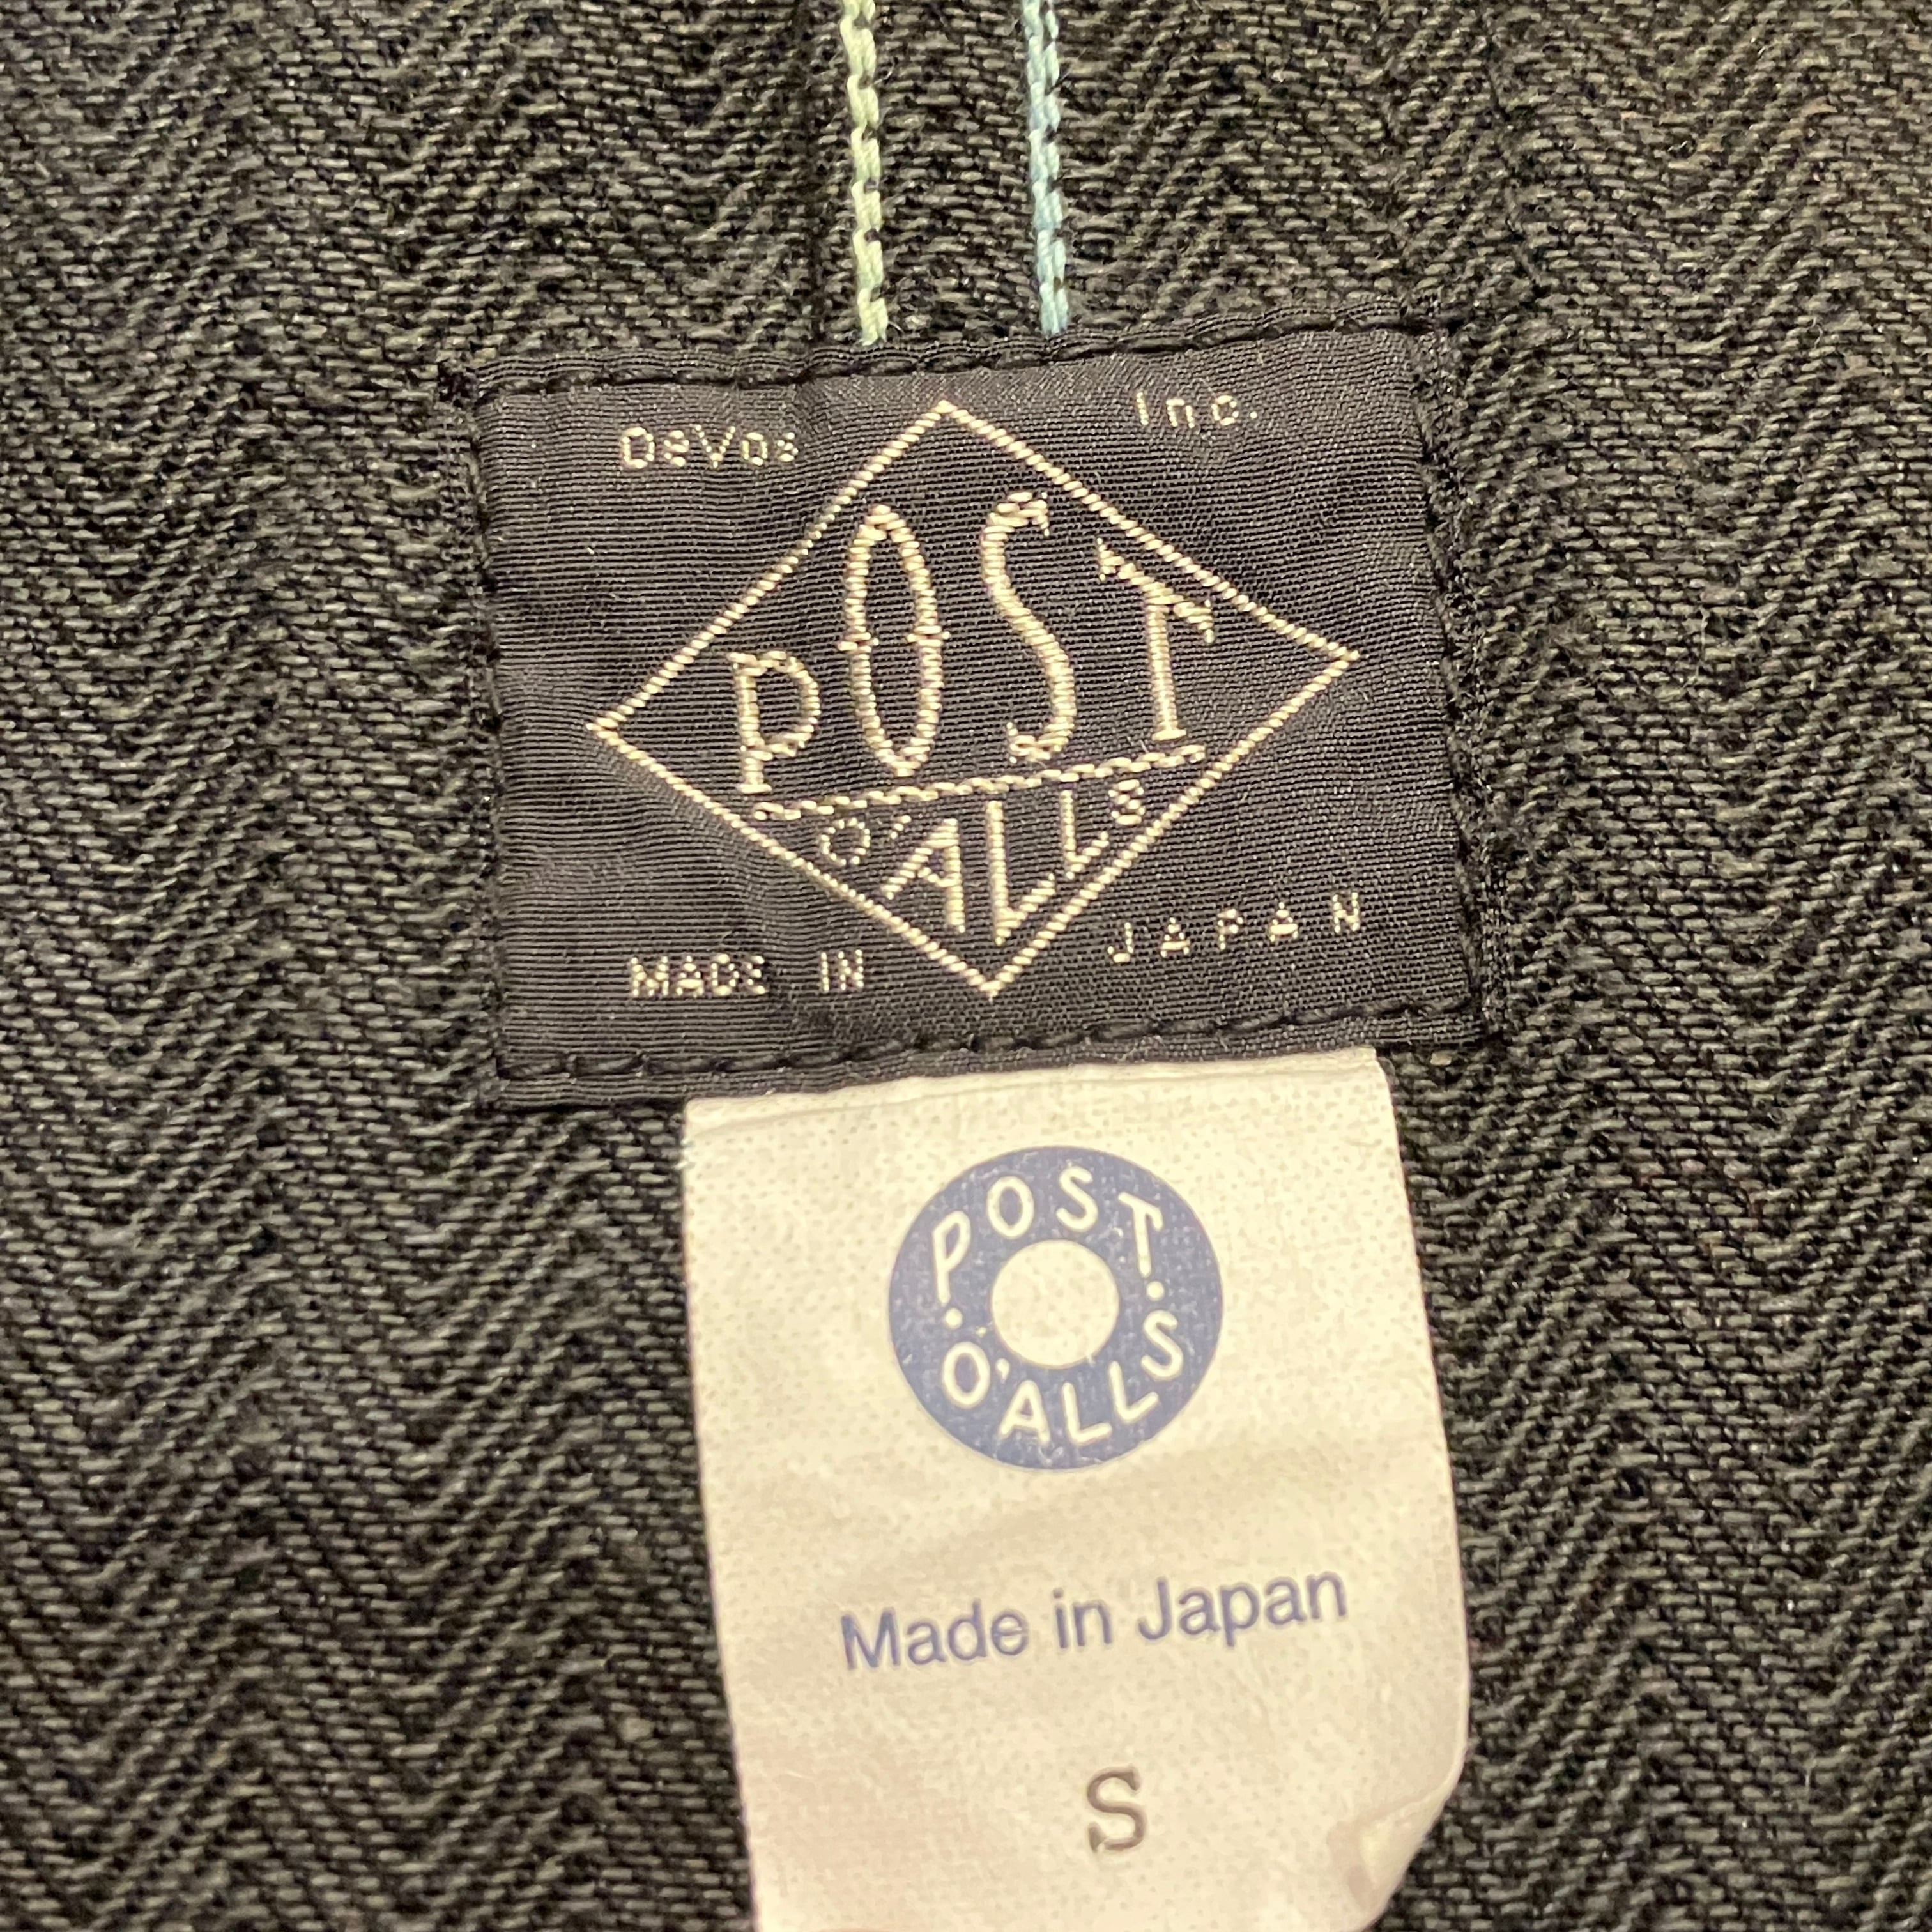 DeVos Inc.
POST
O'ALLS
MADE IN JAPAN
POST
O'ALLS
Made in Japan
S